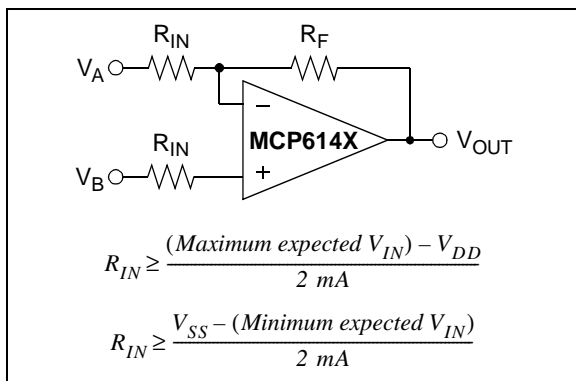 R_IN R_F
V_A
−
MCP614X V_OUT
R_IN
V_B +
R_IN ≥ (Maximum expected V_IN) – V_DD
2 mA
R_IN ≥ V_SS – (Minimum expected V_IN)
2 mA